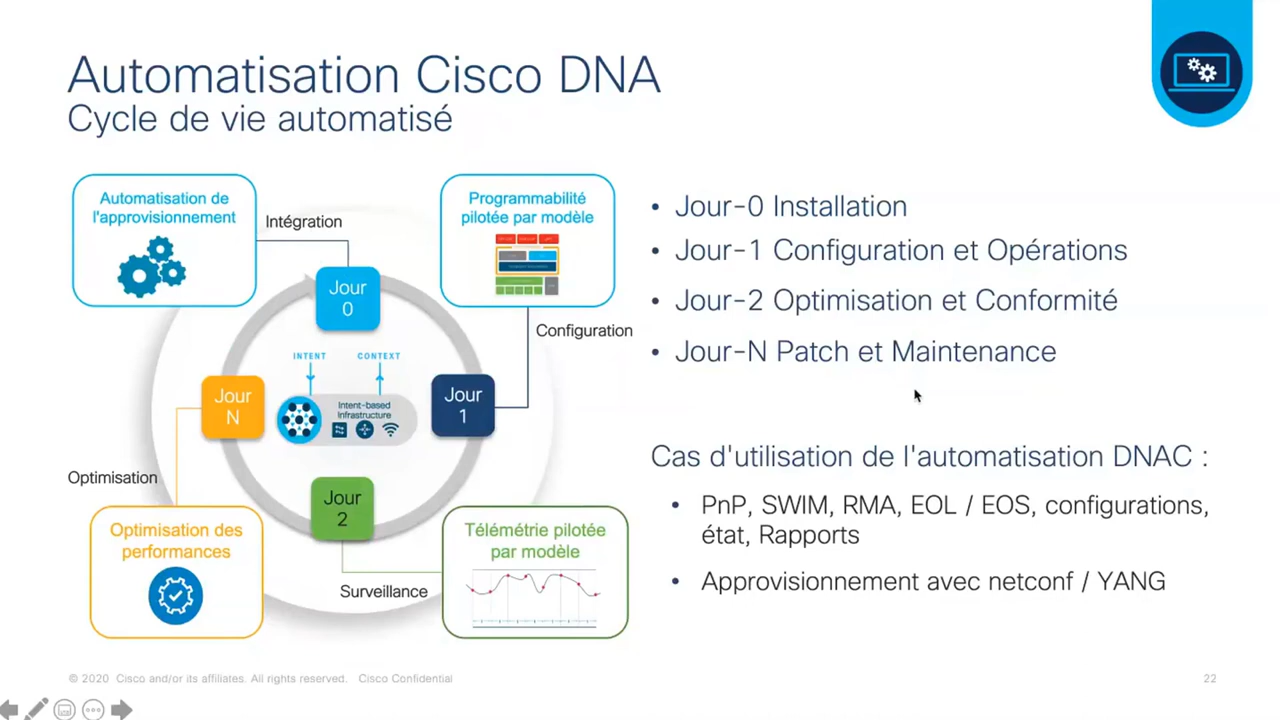 Automatisation Cisco DNA
Cycle de vie automatisé
Automatisation de
l'approvisionnement
Intégration
Programmabilité
pilotée par modèle
Configuration
Jour
0
INTENT
CONTEXT
Intent-based
Infrastructure
Jour
N
Jour
1
Jour
2
Optimisation
Optimisation des
performances
Surveillance
Télémétrie pilotée
par modèle
• Jour-0 Installation
• Jour-1 Configuration et Opérations
• Jour-2 Optimisation et Conformité
• Jour-N Patch et Maintenance
Cas d'utilisation de l'automatisation DNAC :
• PnP, SWIM, RMA, EOL / EOS, configurations,
état, Rapports
• Approvisionnement avec netconf / YANG
© 2020 Cisco and/or its affiliates. All rights reserved. Cisco Confidential
22